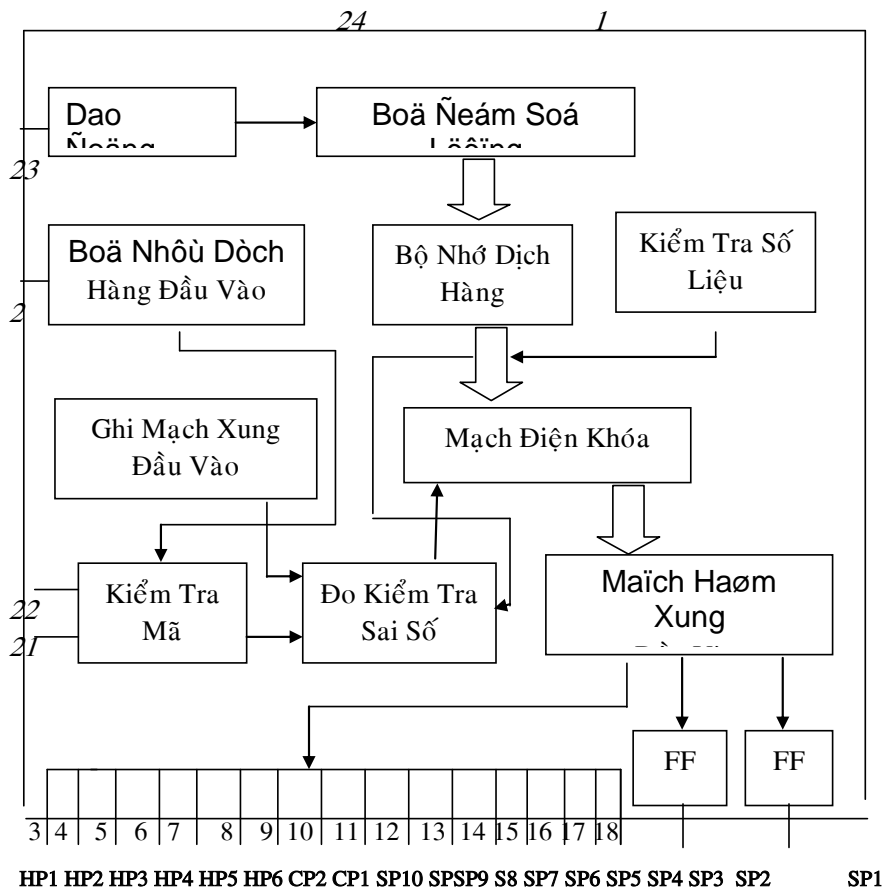 24 1
Dao
Ñoäng
Boä Ñeám Soá
Löôïng
23
Boä Nhôù Dòch
Hàng Đầu Vào
Bộ Nhớ Dịch
Hàng
Kiểm Tra Số
Liệu
2
Ghi Mạch Xung
Đầu Vào
Mạch Điện Khóa
Kiểm Tra
Mã
Đo Kiểm Tra
Sai Số
Maïch Haøm
Xung
22
21
FF FF
3 4 5 6 7 8 9 10 11 12 13 14 15 16 17 18
HP1 HP2 HP3 HP4 HP5 HP6 CP2 CP1 SP10 SPSP9 S8 SP7 SP6 SP5 SP4 SP3 SP2 SP1